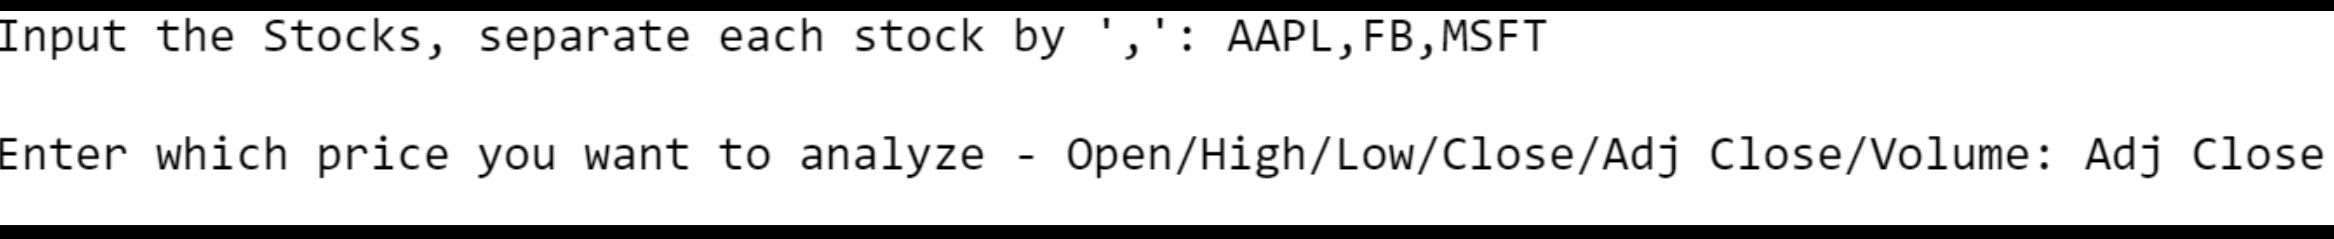 Input the Stocks, separate each stock by ',': AAPL,FB,MSFT
Enter which price you want to analyze - Open/High/Low/Close/Adj Close/Volume: Adj Close